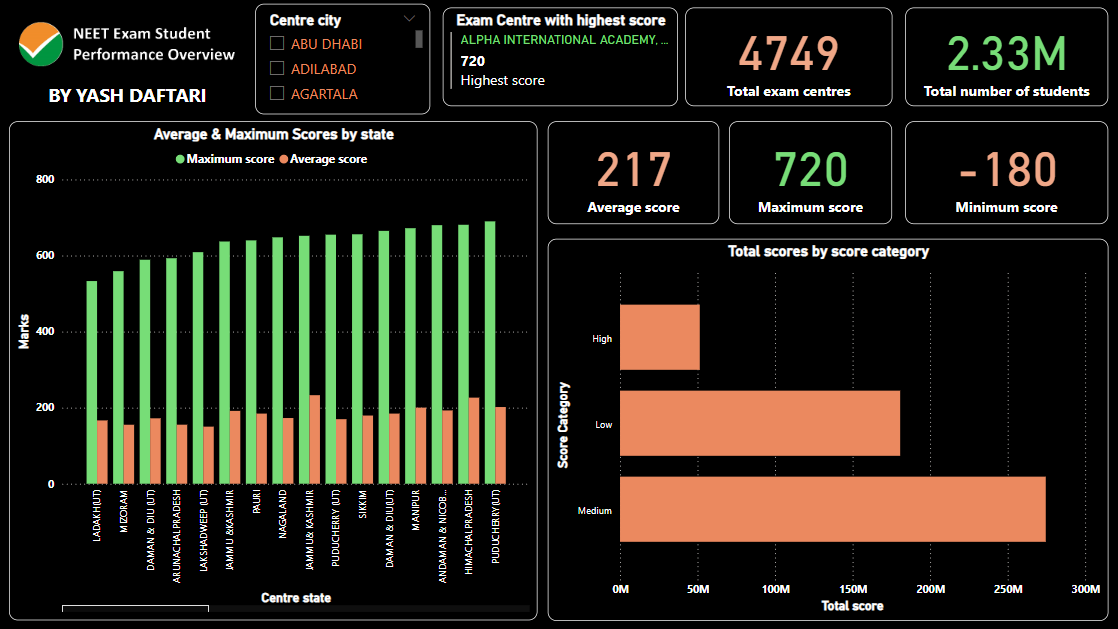 NEET Exam Student
Performance Overview
BY YASH DAFTARI
Centre city
ABU DHABI
ADILABAD
AGARTALA
Exam Centre with highest score
ALPHA INTERNATIONAL ACADEMY, ...
720
Highest score
4749
Total exam centres
2.33M
Total number of students
Average & Maximum Scores by state
Maximum score Average score
Marks
800
600
400
200
0
LADAKH(UT)
MIZORAM
DAMAN & DIU (UT)
ARUNACHALPRADESH
LAKSHADWEEP (UT)
JAMMU &KASHMIR
PAURI
NAGALAND
JAMMU& KASHMIR
PUDUCHERRY (UT)
SIKKIM
DAMAN & DIU(UT)
MANIPUR
ANDAMAN & NICOB...
HIMACHALPRADESH
PUDUCHERRY(UT)
Centre state
217
Average score
720
Maximum score
-180
Minimum score
Total scores by score category
Score Category
High
Low
Medium
0M 50M 100M 150M 200M 250M 300M
Total score